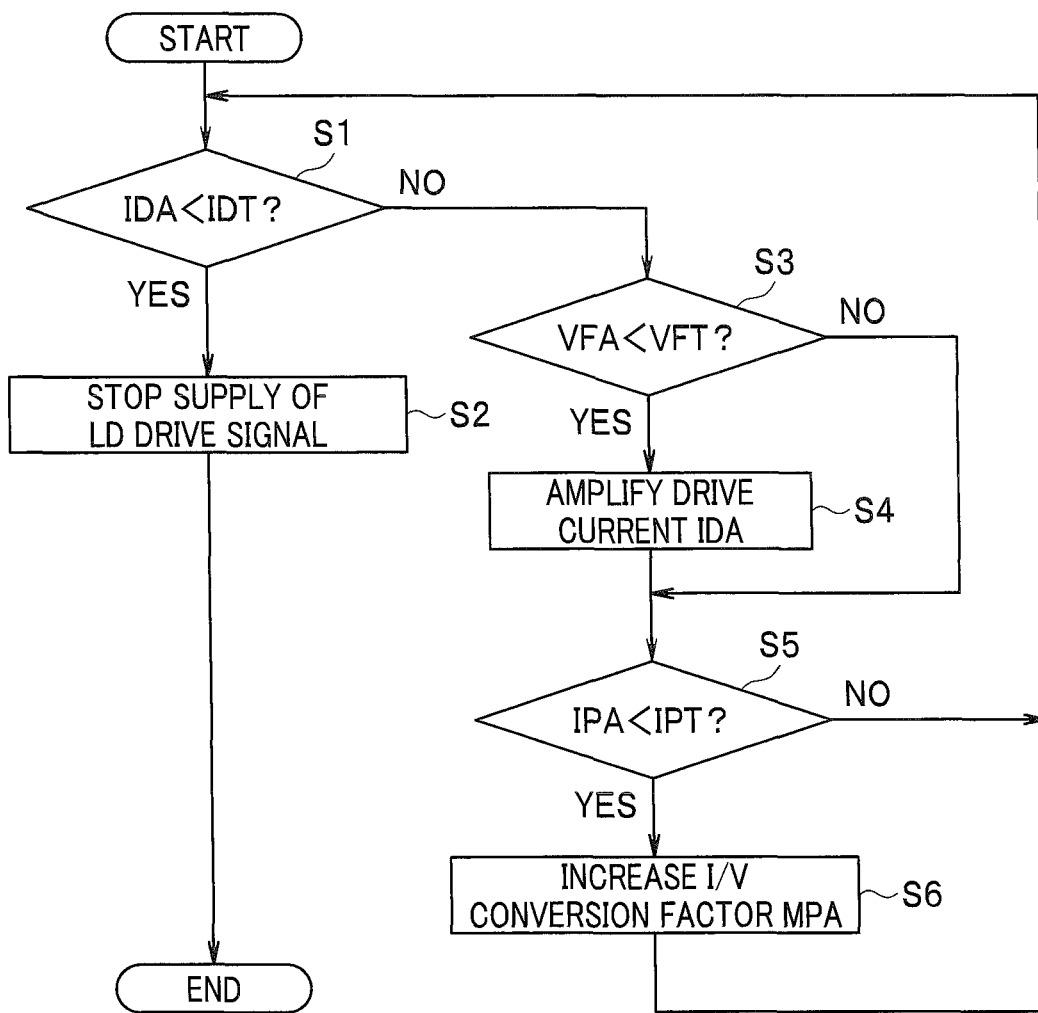 START
S1
IDA<IDT?
NO
YES
S3
VFA<VFT?
NO
STOP SUPPLY OF
LD DRIVE SIGNAL
S2
YES
AMPLIFY DRIVE
CURRENT IDA
S4
S5
IPA<IPT?
NO
YES
INCREASE I/V
CONVERSION FACTOR MPA
S6
END